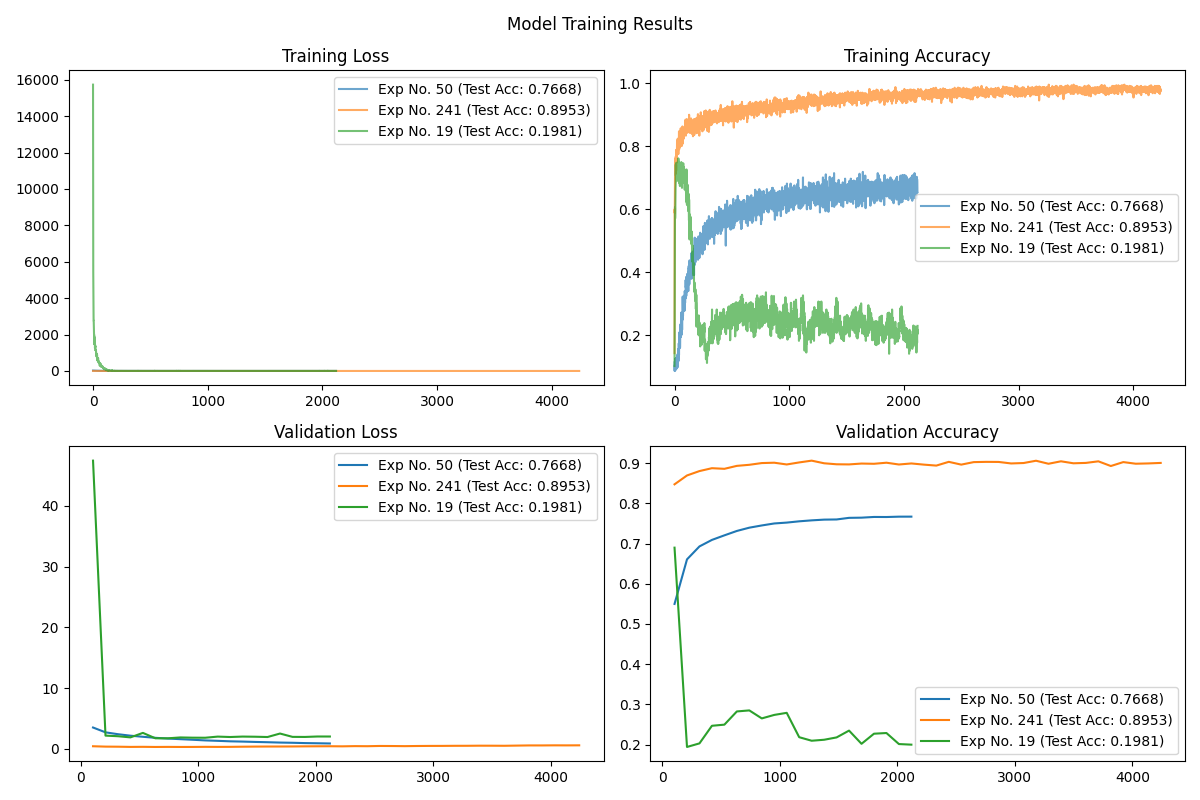 Model Training Results
Training Loss
16000
14000
12000
10000
8000
6000
4000
2000
0
0 1000 2000 3000 4000
Exp No. 50 (Test Acc: 0.7668)
Exp No. 241 (Test Acc: 0.8953)
Exp No. 19 (Test Acc: 0.1981)
Training Accuracy
1.0
0.8
0.6
0.4
0.2
0 1000 2000 3000 4000
Exp No. 50 (Test Acc: 0.7668)
Exp No. 241 (Test Acc: 0.8953)
Exp No. 19 (Test Acc: 0.1981)
Validation Loss
40
30
20
10
0
0 1000 2000 3000 4000
Exp No. 50 (Test Acc: 0.7668)
Exp No. 241 (Test Acc: 0.8953)
Exp No. 19 (Test Acc: 0.1981)
Validation Accuracy
0.9
0.8
0.7
0.6
0.5
0.4
0.3
0.2
0 1000 2000 3000 4000
Exp No. 50 (Test Acc: 0.7668)
Exp No. 241 (Test Acc: 0.8953)
Exp No. 19 (Test Acc: 0.1981)